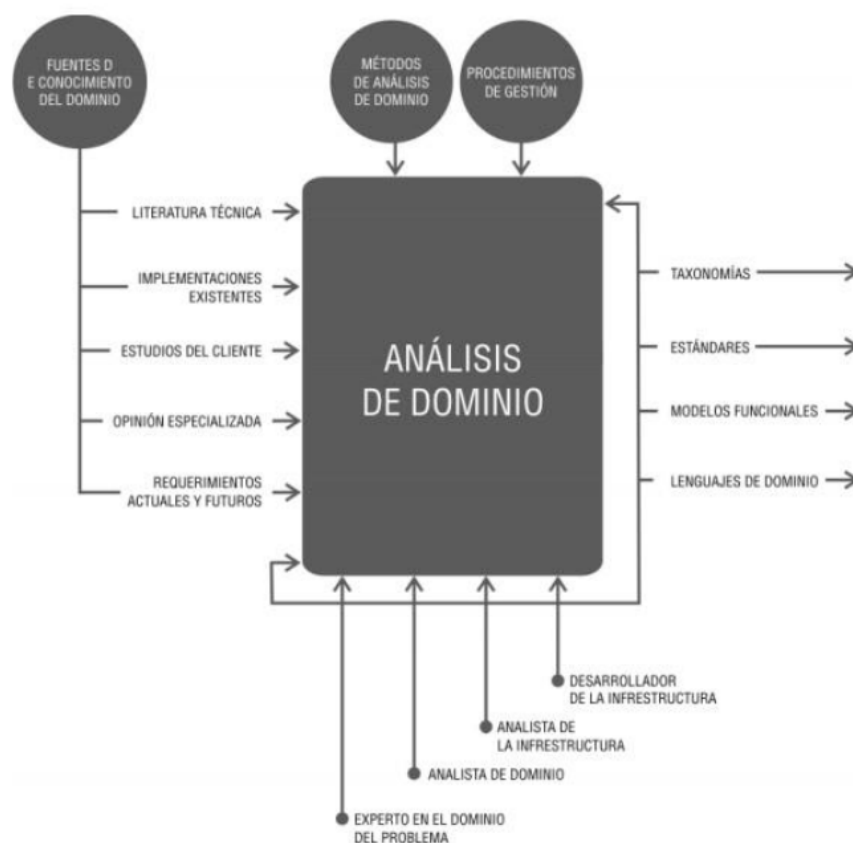 FUENTES D
E CONOCIMIENTO
DEL DOMINIO
MÉTODOS
DE ANÁLISIS
DE DOMINIO
PROCEDIMIENTOS
DE GESTIÓN
LITERATURA TÉCNICA
IMPLEMENTACIONES
EXISTENTES
ESTUDIOS DEL CLIENTE
OPINIÓN ESPECIALIZADA
REQUERIMIENTOS
ACTUALES Y FUTUROS
ANÁLISIS
DE DOMINIO
TAXONOMÍAS
ESTÁNDARES
MODELOS FUNCIONALES
LENGUAJES DE DOMINIO
DESARROLLADOR
DE LA INFRESTRUCTURA
ANALISTA DE
LA INFRESTRUCTURA
ANALISTA DE DOMINIO
EXPERTO EN EL DOMINIO
DEL PROBLEMA